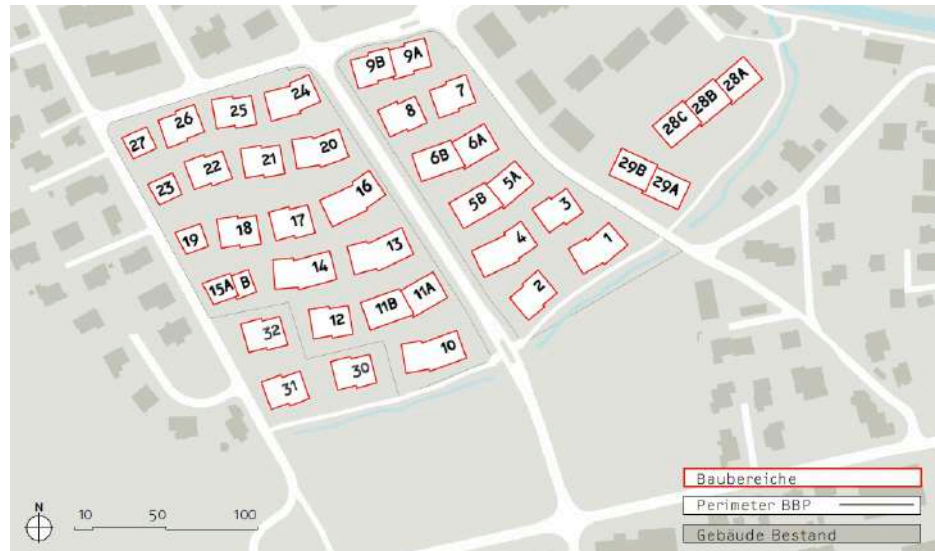 9B 9A
24
7
28A
25
8
28B
26
28C
27
6A
20
6B
21
29B
22
5A
29A
23
16
5B
3
17
18
4
1
19
13
14
15A B
2
11A
11B
12
32
10
30
31
Baubereiche
Perimeter BBP
Gebäude Bestand
N
10 50 100